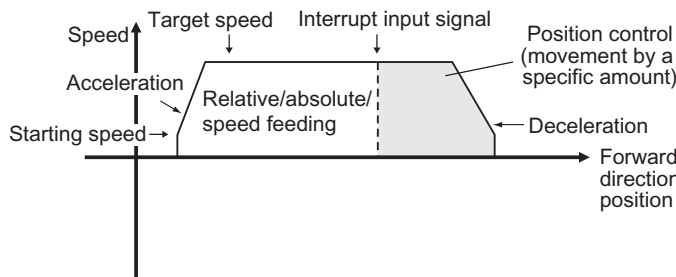 Speed
Target speed
Interrupt input signal
Position control
(movement by a
specific amount)
Acceleration
Relative/absolute/
speed feeding
Starting speed
Deceleration
Forward
direction
position